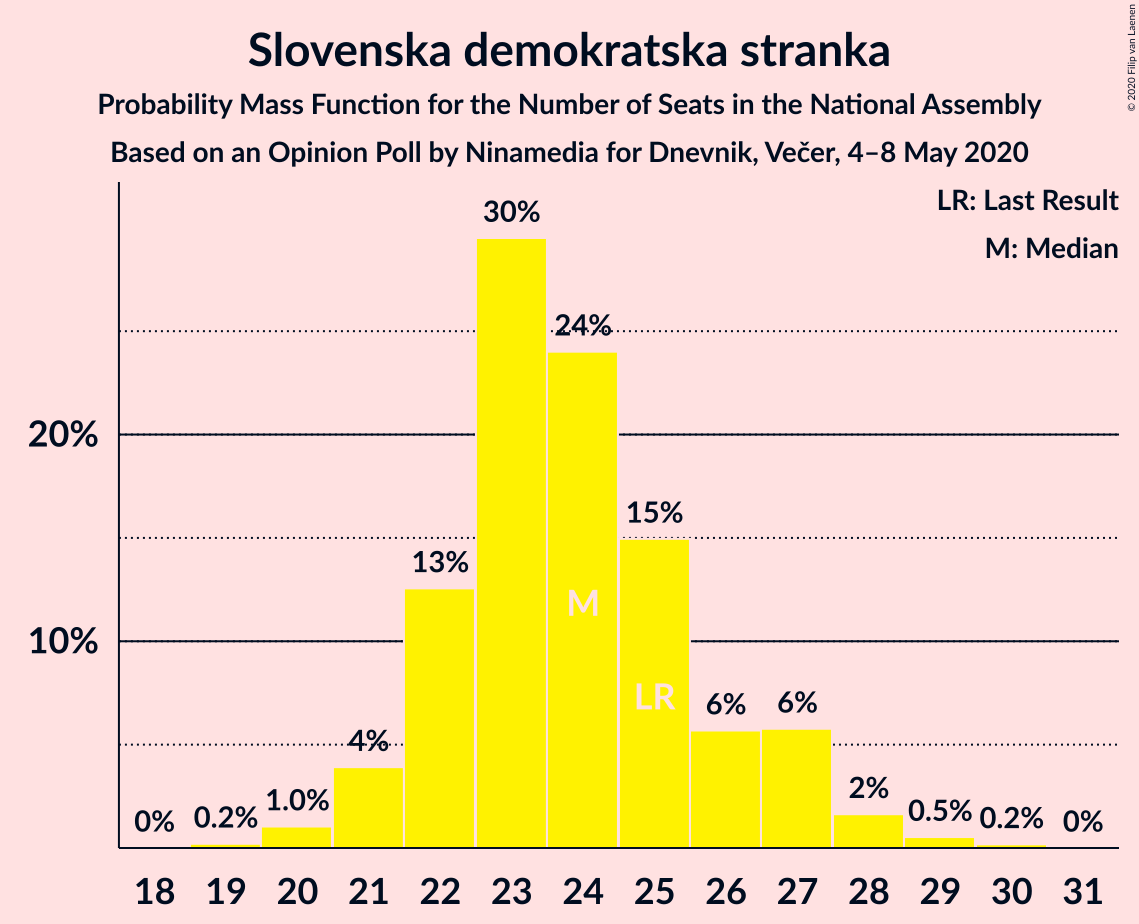 Slovenska demokratska stranka
Probability Mass Function for the Number of Seats in the National Assembly
Based on an Opinion Poll by Ninamedia for Dnevnik, Večer, 4–8 May 2020
© 2020 Filip van Laenen
LR: Last Result
M: Median
20%
10%
0%
0.2%
1.0%
4%
13%
30%
24%
15%
6%
6%
2%
0.5%
0.2%
0%
M
LR
18 19 20 21 22 23 24 25 26 27 28 29 30 31